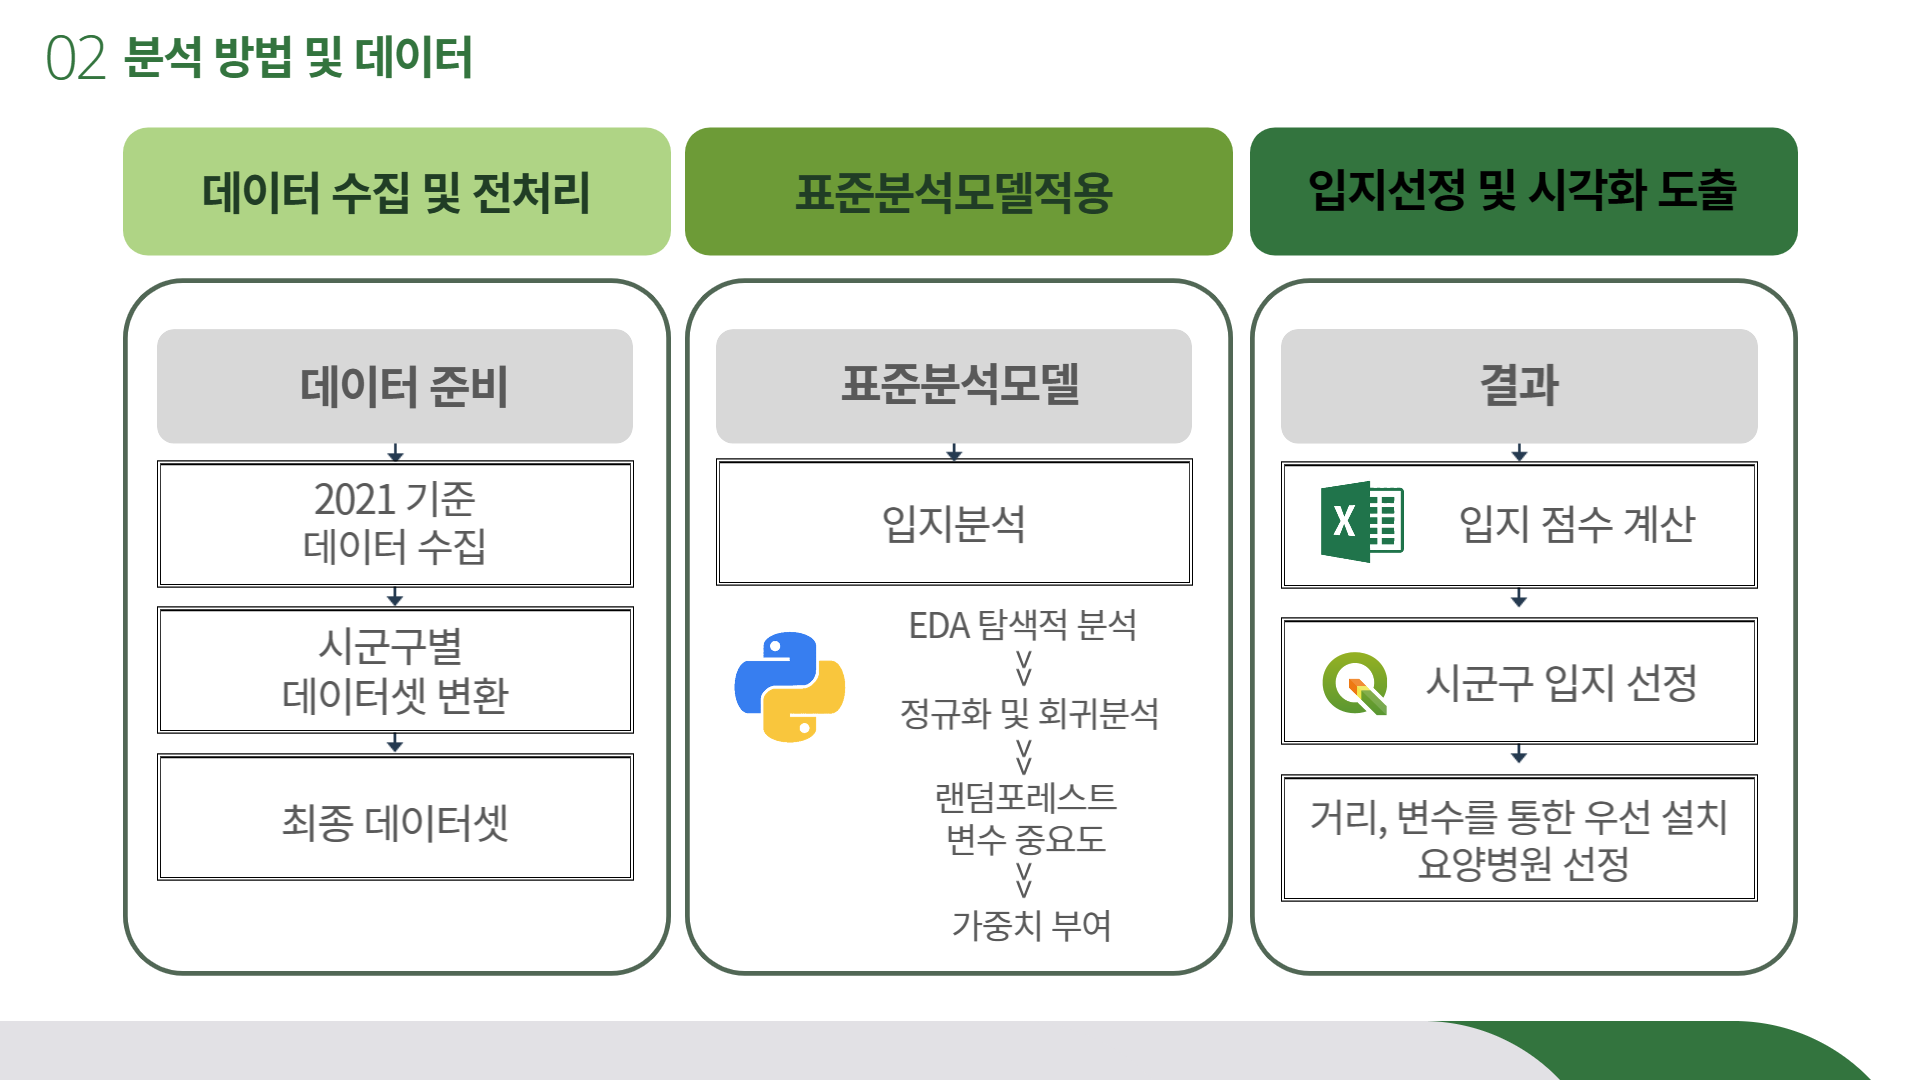 02 분석 방법 및 데이터
데이터 수집 및 전처리
데이터 준비
2021 기준
데이터 수집
시군구별
데이터셋 변환
최종 데이터셋
표준분석모델적용
표준분석모델
입지분석
EDA 탐색적 분석
>>
정규화 및 회귀분석
>>
랜덤포레스트
변수 중요도
>>
가중치 부여
입지선정 및 시각화 도출
결과
X
입지 점수 계산
시군구 입지 선정
거리, 변수를 통한 우선 설치
요양병원 선정